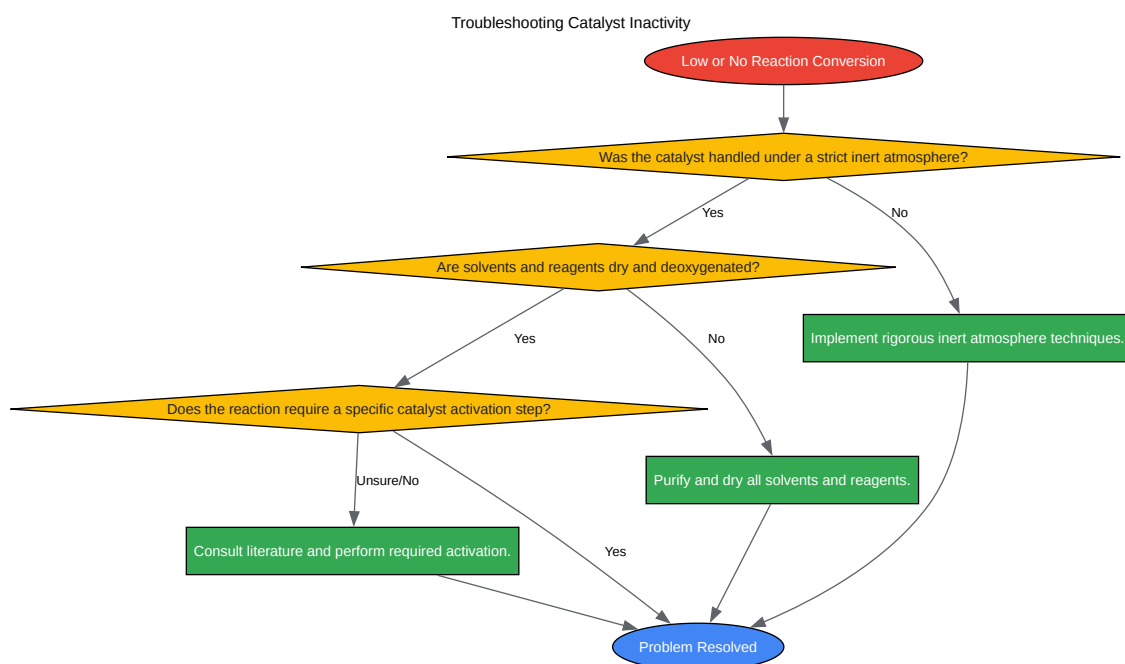 Troubleshooting Catalyst Inactivity
Low or No Reaction Conversion
Was the catalyst handled under a strict inert atmosphere?
Yes
No
Are solvents and reagents dry and deoxygenated?
Yes
No
Implement rigorous inert atmosphere techniques.
Does the reaction require a specific catalyst activation step?
Unsure/No
Purify and dry all solvents and reagents.
Consult literature and perform required activation.
Yes
Problem Resolved